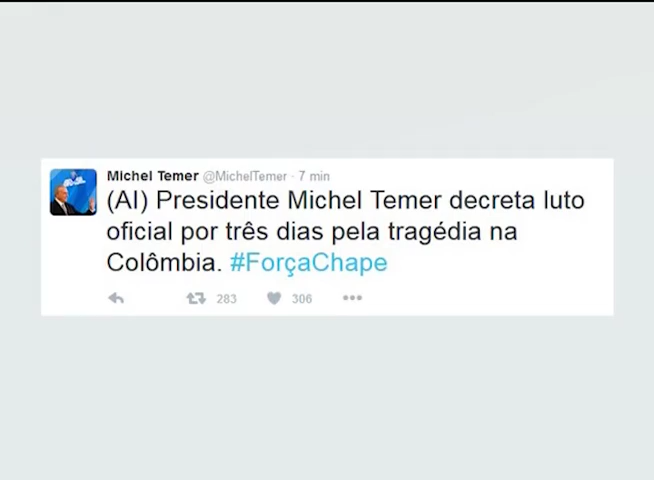 Michel Temer @MichelTemer · 7 min
(AI) Presidente Michel Temer decreta luto
oficial por três dias pela tragédia na
Colômbia. #ForçaChape
283 306 •••